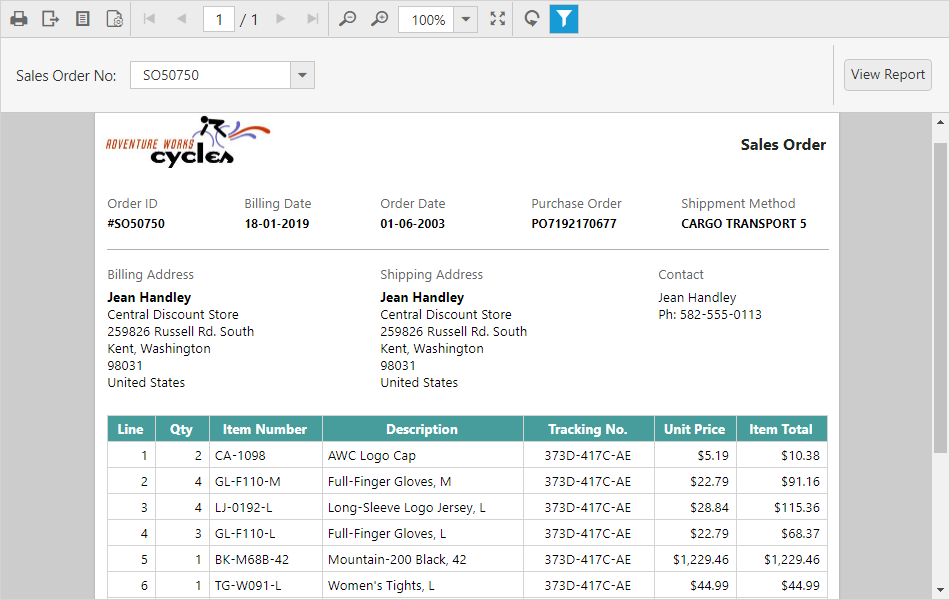 1 / 1 100%
Sales Order No: SO50750 View Report
ADVENTURE WORKS
cycles
Sales Order
Order ID Billing Date Order Date Purchase Order Shippment Method
#SO50750 18-01-2019 01-06-2003 PO7192170677 CARGO TRANSPORT 5
Billing Address Shipping Address Contact
Jean Handley Jean Handley Jean Handley
Central Discount Store Central Discount Store Ph: 582-555-0113
259826 Russell Rd. South 259826 Russell Rd. South
Kent, Washington Kent, Washington
98031 98031
United States United States
Line Qty Item Number Description Tracking No. Unit Price Item Total
1 2 CA-1098 AWC Logo Cap 373D-417C-AE $5.19 $10.38
2 4 GL-F110-M Full-Finger Gloves, M 373D-417C-AE $22.79 $91.16
3 4 LJ-0192-L Long-Sleeve Logo Jersey, L 373D-417C-AE $28.84 $115.36
4 3 GL-F110-L Full-Finger Gloves, L 373D-417C-AE $22.79 $68.37
5 1 BK-M68B-42 Mountain-200 Black, 42 373D-417C-AE $1,229.46 $1,229.46
6 1 TG-W091-L Women's Tights, L 373D-417C-AE $44.99 $44.99